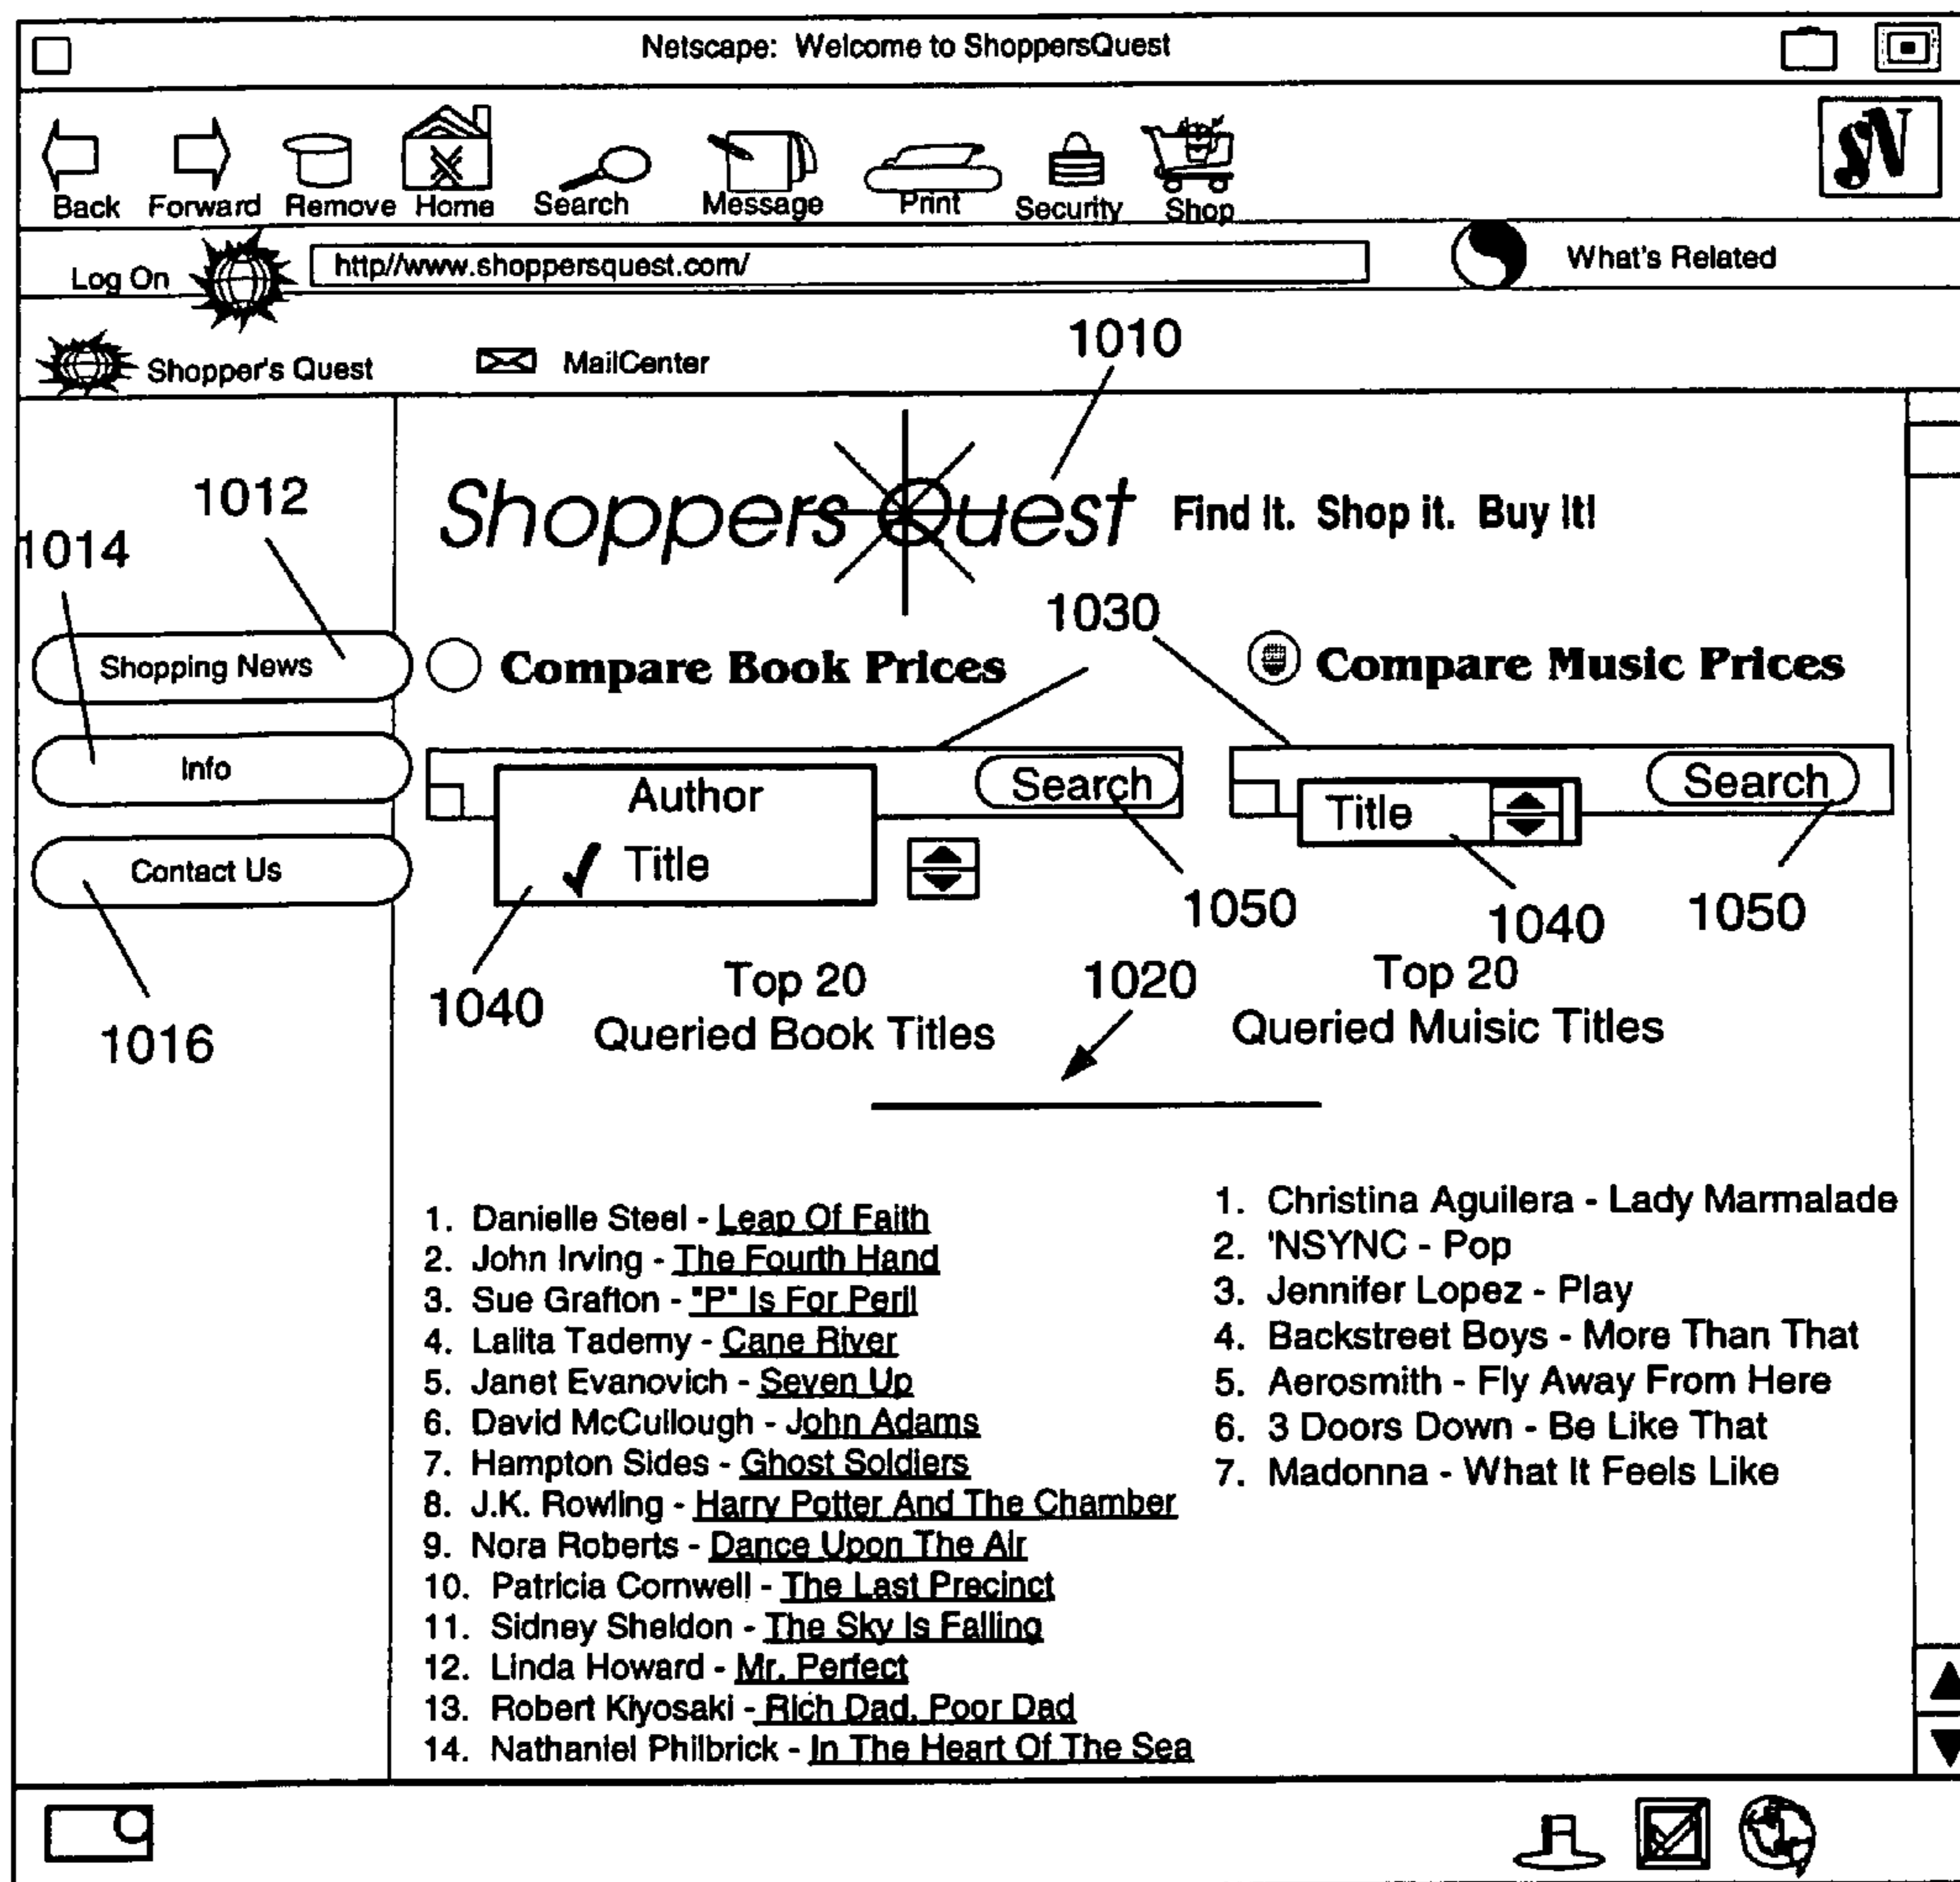 Netscape: Welcome to ShoppersQuest
Back Forward Remove Home Search Message Print Security Shop
SN
Log On http//www.shoppersquest.com/ What's Related
Shopper's Quest MailCenter
1010
1012
Shoppers Quest Find It. Shop it. Buy It!
1014
1030
Shopping News
Compare Book Prices Compare Music Prices
Info
Author Search Title Search
Title
Contact Us
1050 1040 1050
1040
Top 20 1020 Top 20
Queried Book Titles Queried Muisic Titles
1016
1. Danielle Steel - Leap Of Faith
2. John Irving - The Fourth Hand
3. Sue Grafton - "P" Is For Peril
4. Lalita Tademy - Cane River
5. Janet Evanovich - Seven Up
6. David McCullough - John Adams
7. Hampton Sides - Ghost Soldiers
8. J.K. Rowling - Harry Potter And The Chamber
9. Nora Roberts - Dance Upon The Air
10. Patricia Cornwell - The Last Precinct
11. Sidney Sheldon - The Sky Is Falling
12. Linda Howard - Mr. Perfect
13. Robert Kiyosaki - Rich Dad, Poor Dad
14. Nathaniel Philbrick - In The Heart Of The Sea
1. Christina Aguilera - Lady Marmalade
2. 'NSYNC - Pop
3. Jennifer Lopez - Play
4. Backstreet Boys - More Than That
5. Aerosmith - Fly Away From Here
6. 3 Doors Down - Be Like That
7. Madonna - What It Feels Like